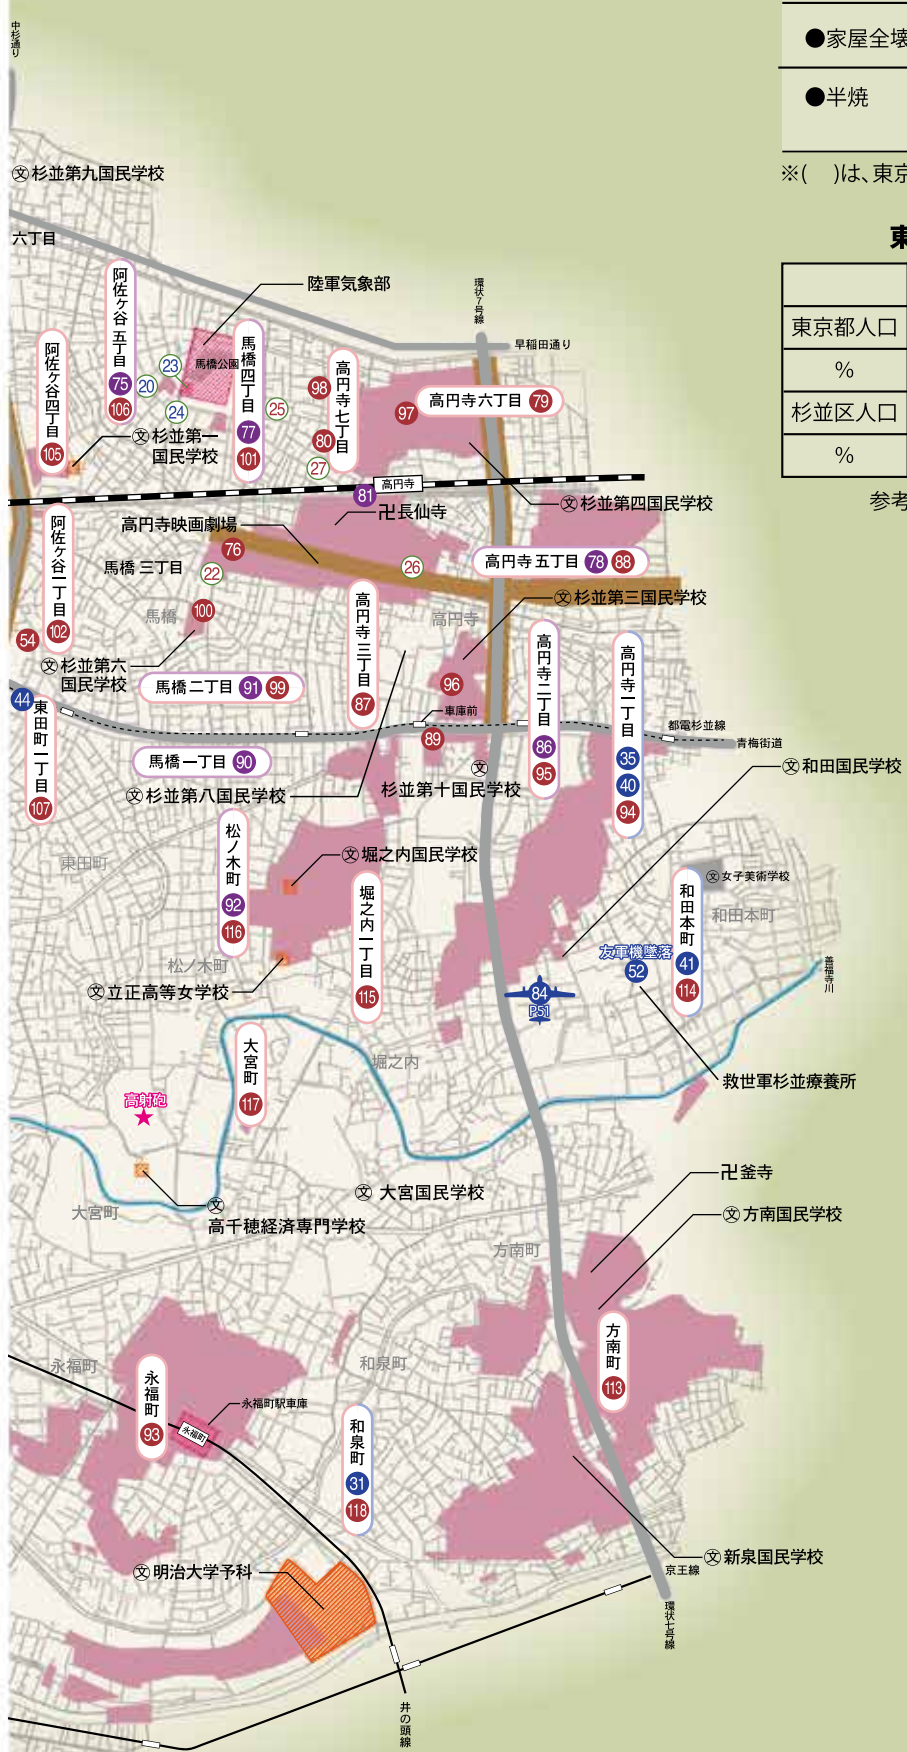 中杉通り
●家屋全壊
●半焼
※(　)は、東京
東
東京都人口
％
杉並区人口
％
参考
㊛杉並第九国民学校
六丁目
陸軍気象部
環状7号線
早稲田通り
阿佐ヶ谷五丁目 75 106
阿佐ヶ谷四丁目 105
20
23
24
馬橋公園
馬橋四丁目 77 101
25
高円寺七丁目
98
80
27
97
高円寺六丁目 79
文 杉並第一
国民学校
高円寺
81
卍長仙寺
文 杉並第四国民学校
高円寺映画劇場
76
阿佐ヶ谷一丁目 102
馬橋 三丁目
22
26
高円寺 五丁目 78 88
文 杉並第三国民学校
馬橋
100
高円寺
54
文 杉並第六
国民学校
高円寺 三丁目 87
96
高円寺二丁目 86 95
高円寺一丁目 35 40 94
馬橋 二丁目 91 99
44
東田町一丁目 107
車庫前
89
都電杉並線
青梅街道
馬橋 一丁目 90
文
杉並第十国民学校
文 杉並第八国民学校
文 和田国民学校
松ノ木町 92 116
東田町
文 堀之内国民学校
堀之内一丁目 115
文 女子美術学校
和田本町 41 114
和田本町
松ノ木町
文 立正高等女学校
友軍機墜落
52
84
P51
善福寺川
大宮町 117
堀之内
救世軍杉並療養所
高射砲
★
大宮町
文
高千穂経済専門学校
文 大宮国民学校
卍釜寺
文 方南国民学校
方南町
方南町 113
永福町
永福町 93
和泉町
永福町駅車庫
永福町
和泉町 31 118
文 明治大学予科
文 新泉国民学校
京王線
環状七号線
井の頭線